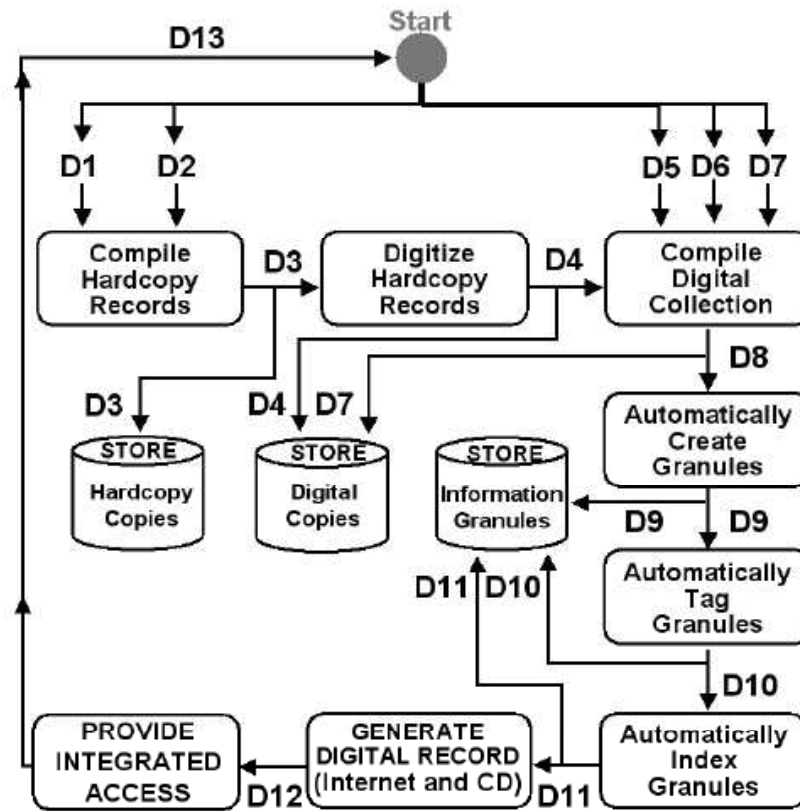 Start
D13
D1 D2 D5 D6 D7
Compile
Hardcopy
Records
D3
Digitize
Hardcopy
Records
D4
Compile
Digital
Collection
D8
D3 D4 D7
STORE
Hardcopy
Copies
STORE
Digital
Copies
STORE
Information
Granules
Automatically
Create
Granules
D9 D9
D11 D10
Automatically
Tag
Granules
D10
PROVIDE
INTEGRATED
ACCESS
D12
GENERATE
DIGITAL RECORD
(Internet and CD)
D11
Automatically
Index
Granules